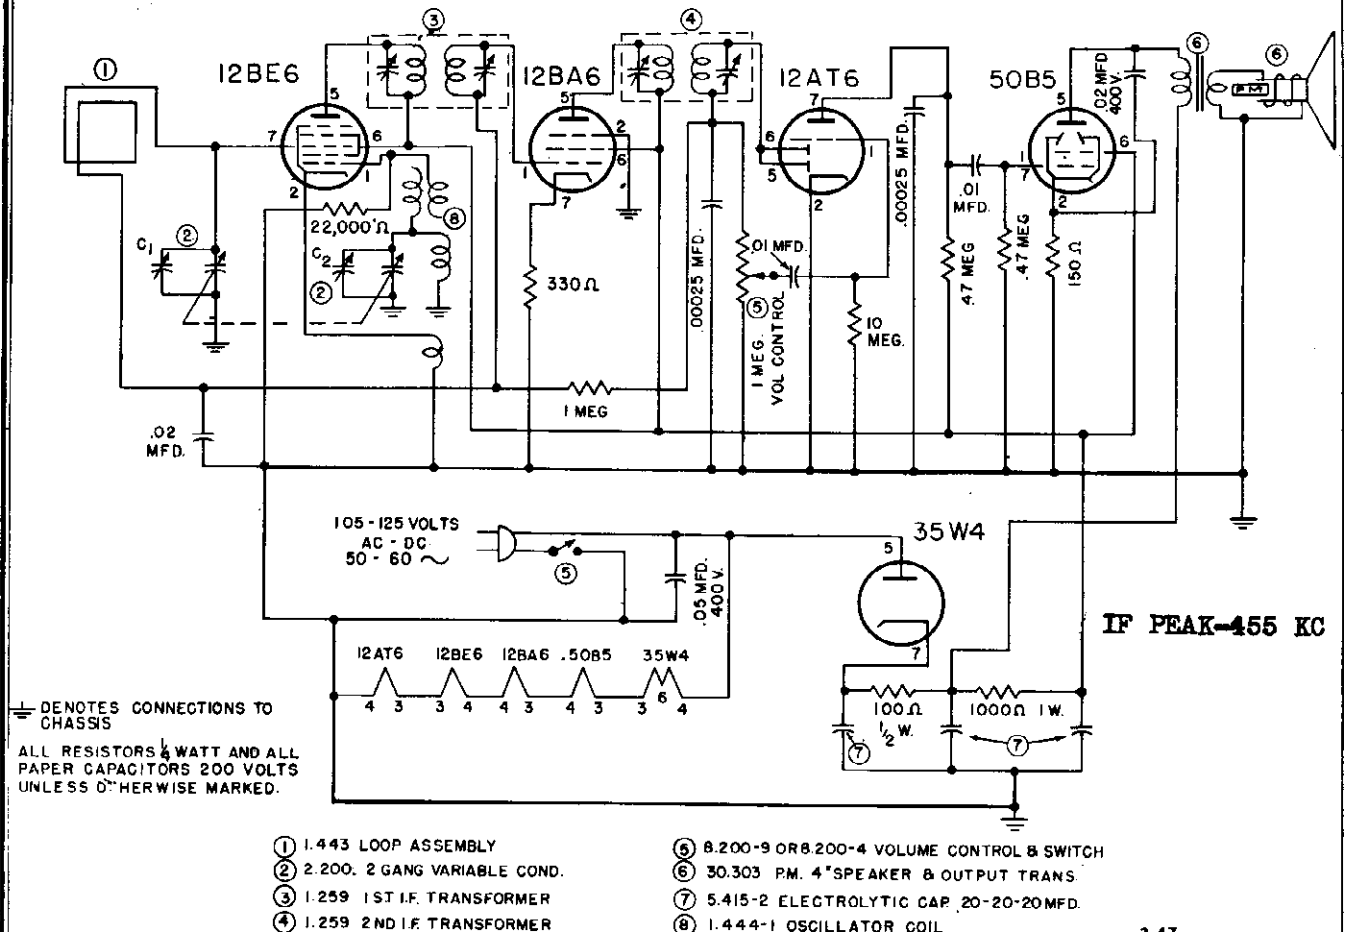 3
4
6
6
1
12BE6
12BA6
12AT6
50B5
.02 MFD
400V.
5
5
7
5
7
6
1
2
2
6
1
7
6
5
1
2
1
7
6
2
22,000 Ω
8
C1
2
C2
2
330Ω
.00025 MFD.
.01 MFD.
5
1 MEG.
VOL CONTROL
10
MEG.
.00025 MFD.
.01
MFD.
.47 MEG
.47 MEG
150Ω
1 MEG
.02
MFD.
105-125 VOLTS
AC - DC
50 - 60 ~
5
.05 MFD.
400 V.
35W4
5
7
IF PEAK-455 KC
12AT6 12BE6 12BA6 .50B5 35W4
4 3 3 4 4 3 4 3 3 6 4
100Ω
1/2 W.
1000Ω 1W.
7
7
DENOTES CONNECTIONS TO
CHASSIS
ALL RESISTORS WATT AND ALL
PAPER CAPACITORS 200 VOLTS
UNLESS OTHERWISE MARKED.
1 1.443 LOOP ASSEMBLY
2 2.200. 2 GANG VARIABLE COND.
3 1.259 1ST I.F. TRANSFORMER
4 1.259 2ND I.F. TRANSFORMER
5 8.200-9 OR 8.200-4 VOLUME CONTROL & SWITCH
6 30.303 P.M. 4" SPEAKER & OUTPUT TRANS.
7 5.415-2 ELECTROLYTIC CAP. 20-20-20 MFD.
8 1.444-1 OSCILLATOR COIL